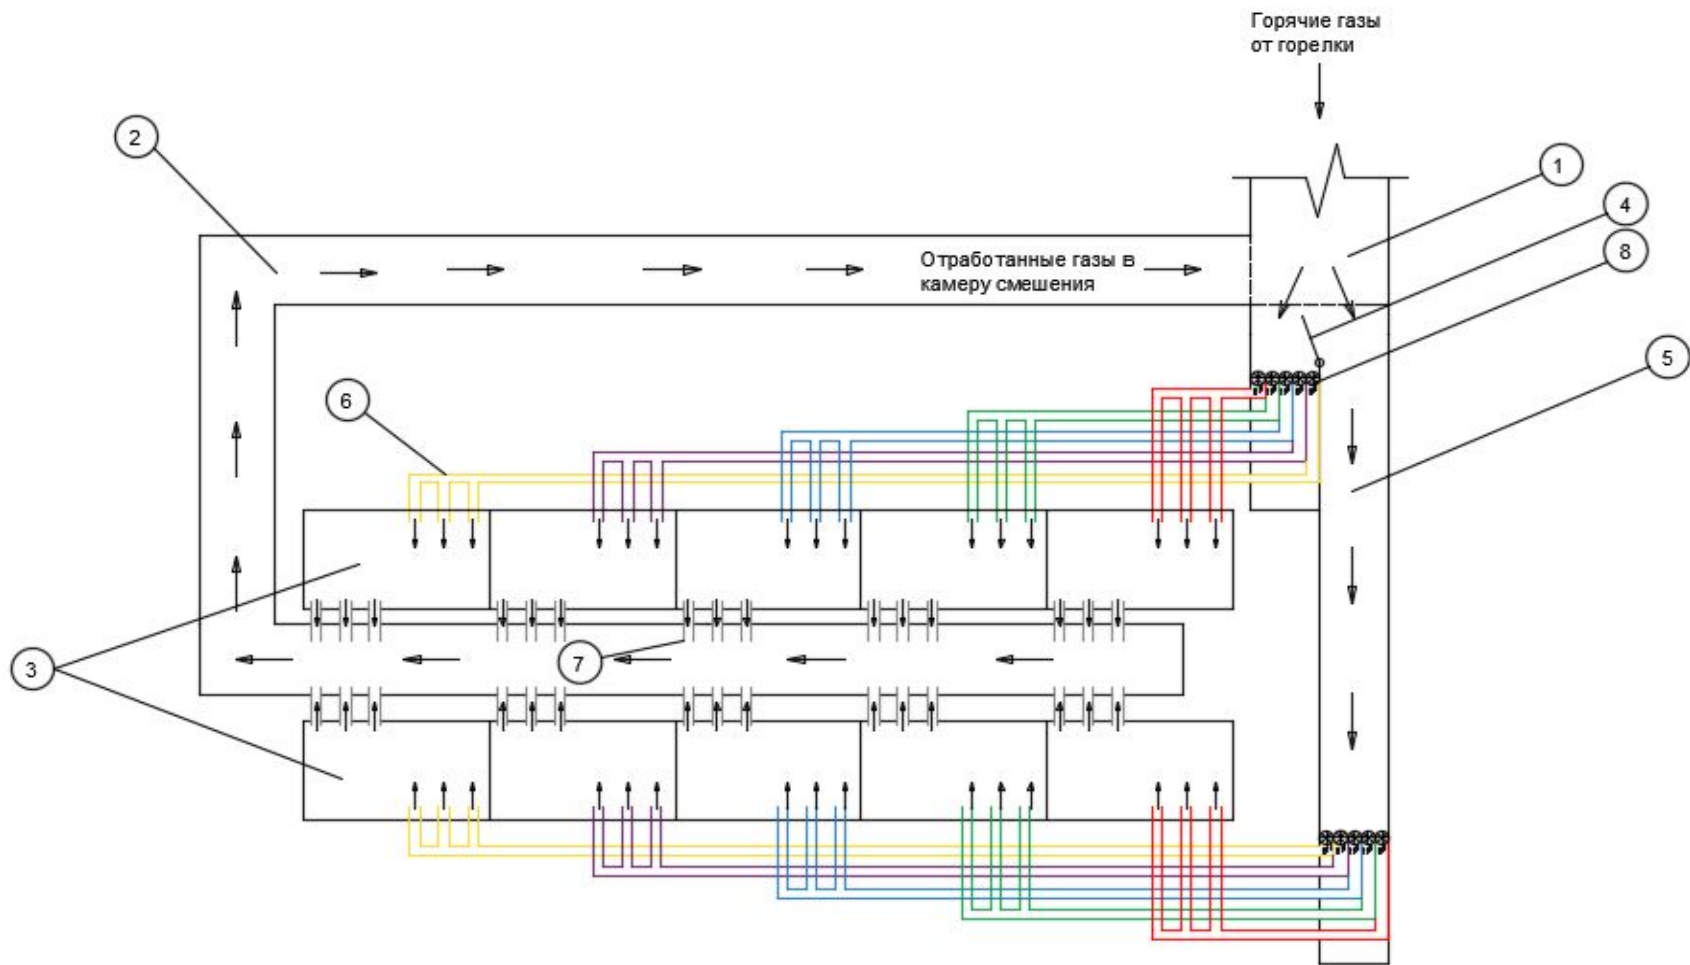 Горячие газы
от горелки
2
1
4
8
Отработанные газы в
камеру смешения
5
6
7
3